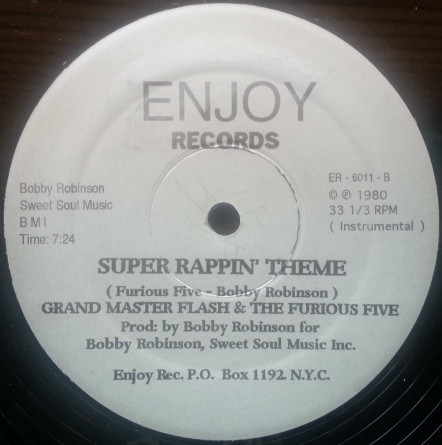 ENJOY
RECORDS
Bobby Robinson
Sweet Soul Music
B M I
Time: 7:24
ER - 6011 - B
© ℗ 1980
33 1/3 RPM
( Instrumental )
SUPER RAPPIN' THEME
( Furious Five - Bobby Robinson )
GRAND MASTER FLASH & THE FURIOUS FIVE
Prod: by Bobby Robinson for
Bobby Robinson, Sweet Soul Music Inc.
Enjoy Rec. P.O. Box 1192 N.Y.C.